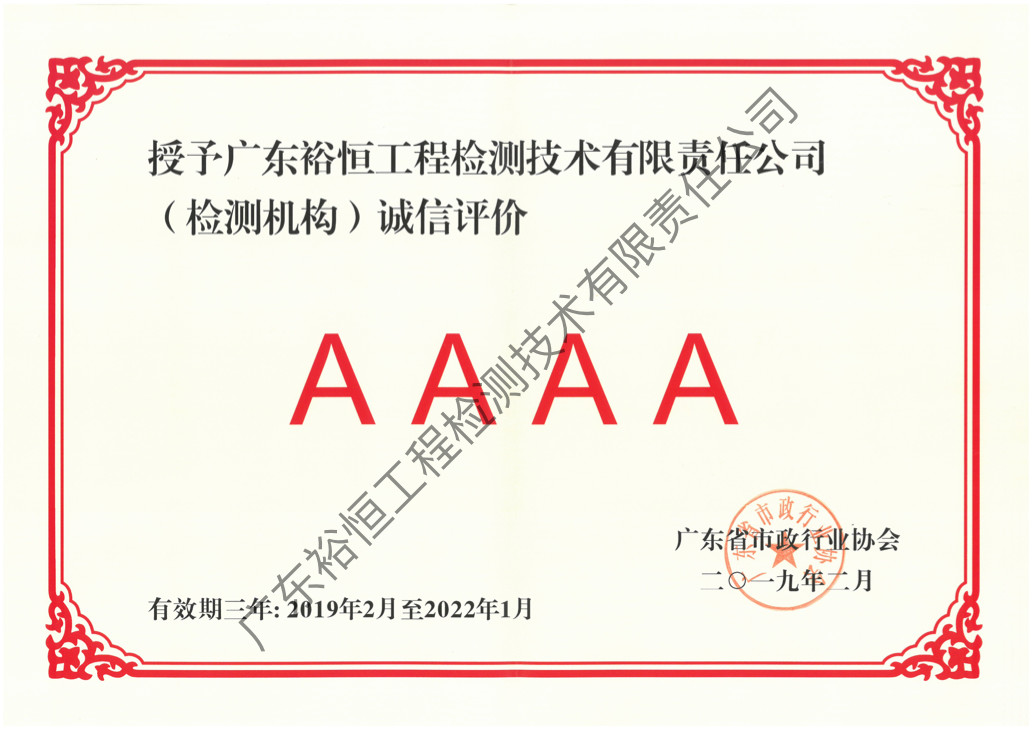 授予广东裕恒工程检测技术有限责任公司
（检测机构）诚信评价
AAAA
广东省市政行业协会
二〇一九年二月
有效期三年: 2019年2月至2022年1月
广东裕恒工程检测技术有限责任公司
广东省市政行业协会